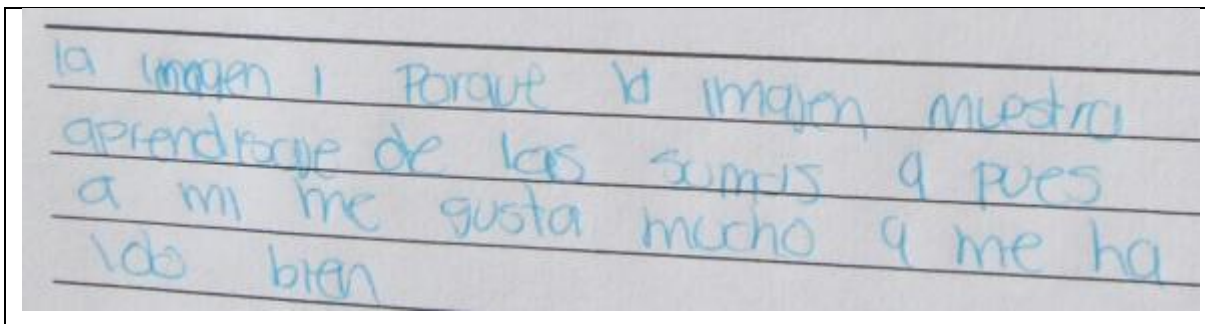 la imagen 1 Porque la imajen muestra
aprendisaje de las sumas y pues
a mi me gusta mucho y me ha
ido bien